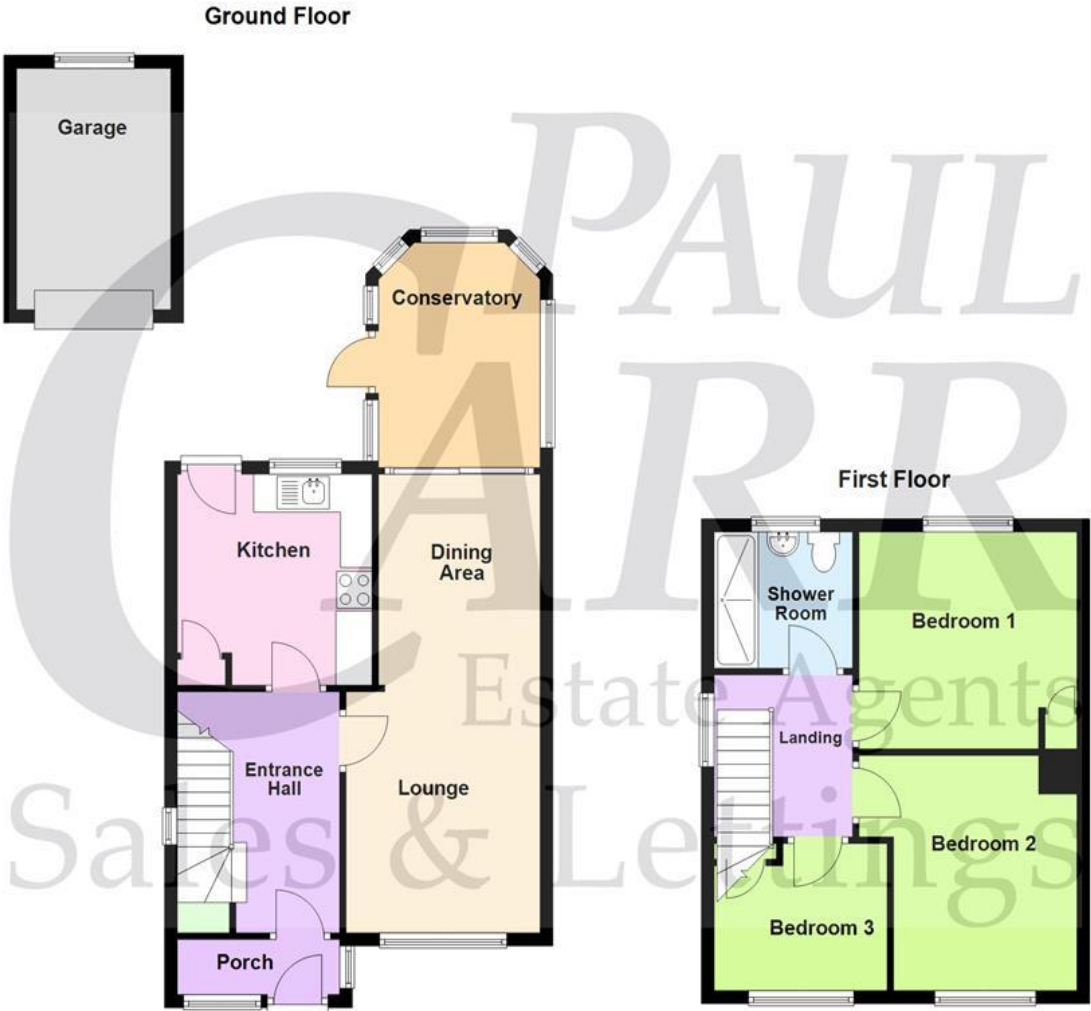 Ground Floor
Garage
PAUL
CARR
Estate Agents
Sales & Lettings
Conservatory
Kitchen
Dining
Area
Entrance
Hall
Lounge
Porch
First Floor
Shower
Room
Bedroom 1
Landing
Bedroom 2
Bedroom 3